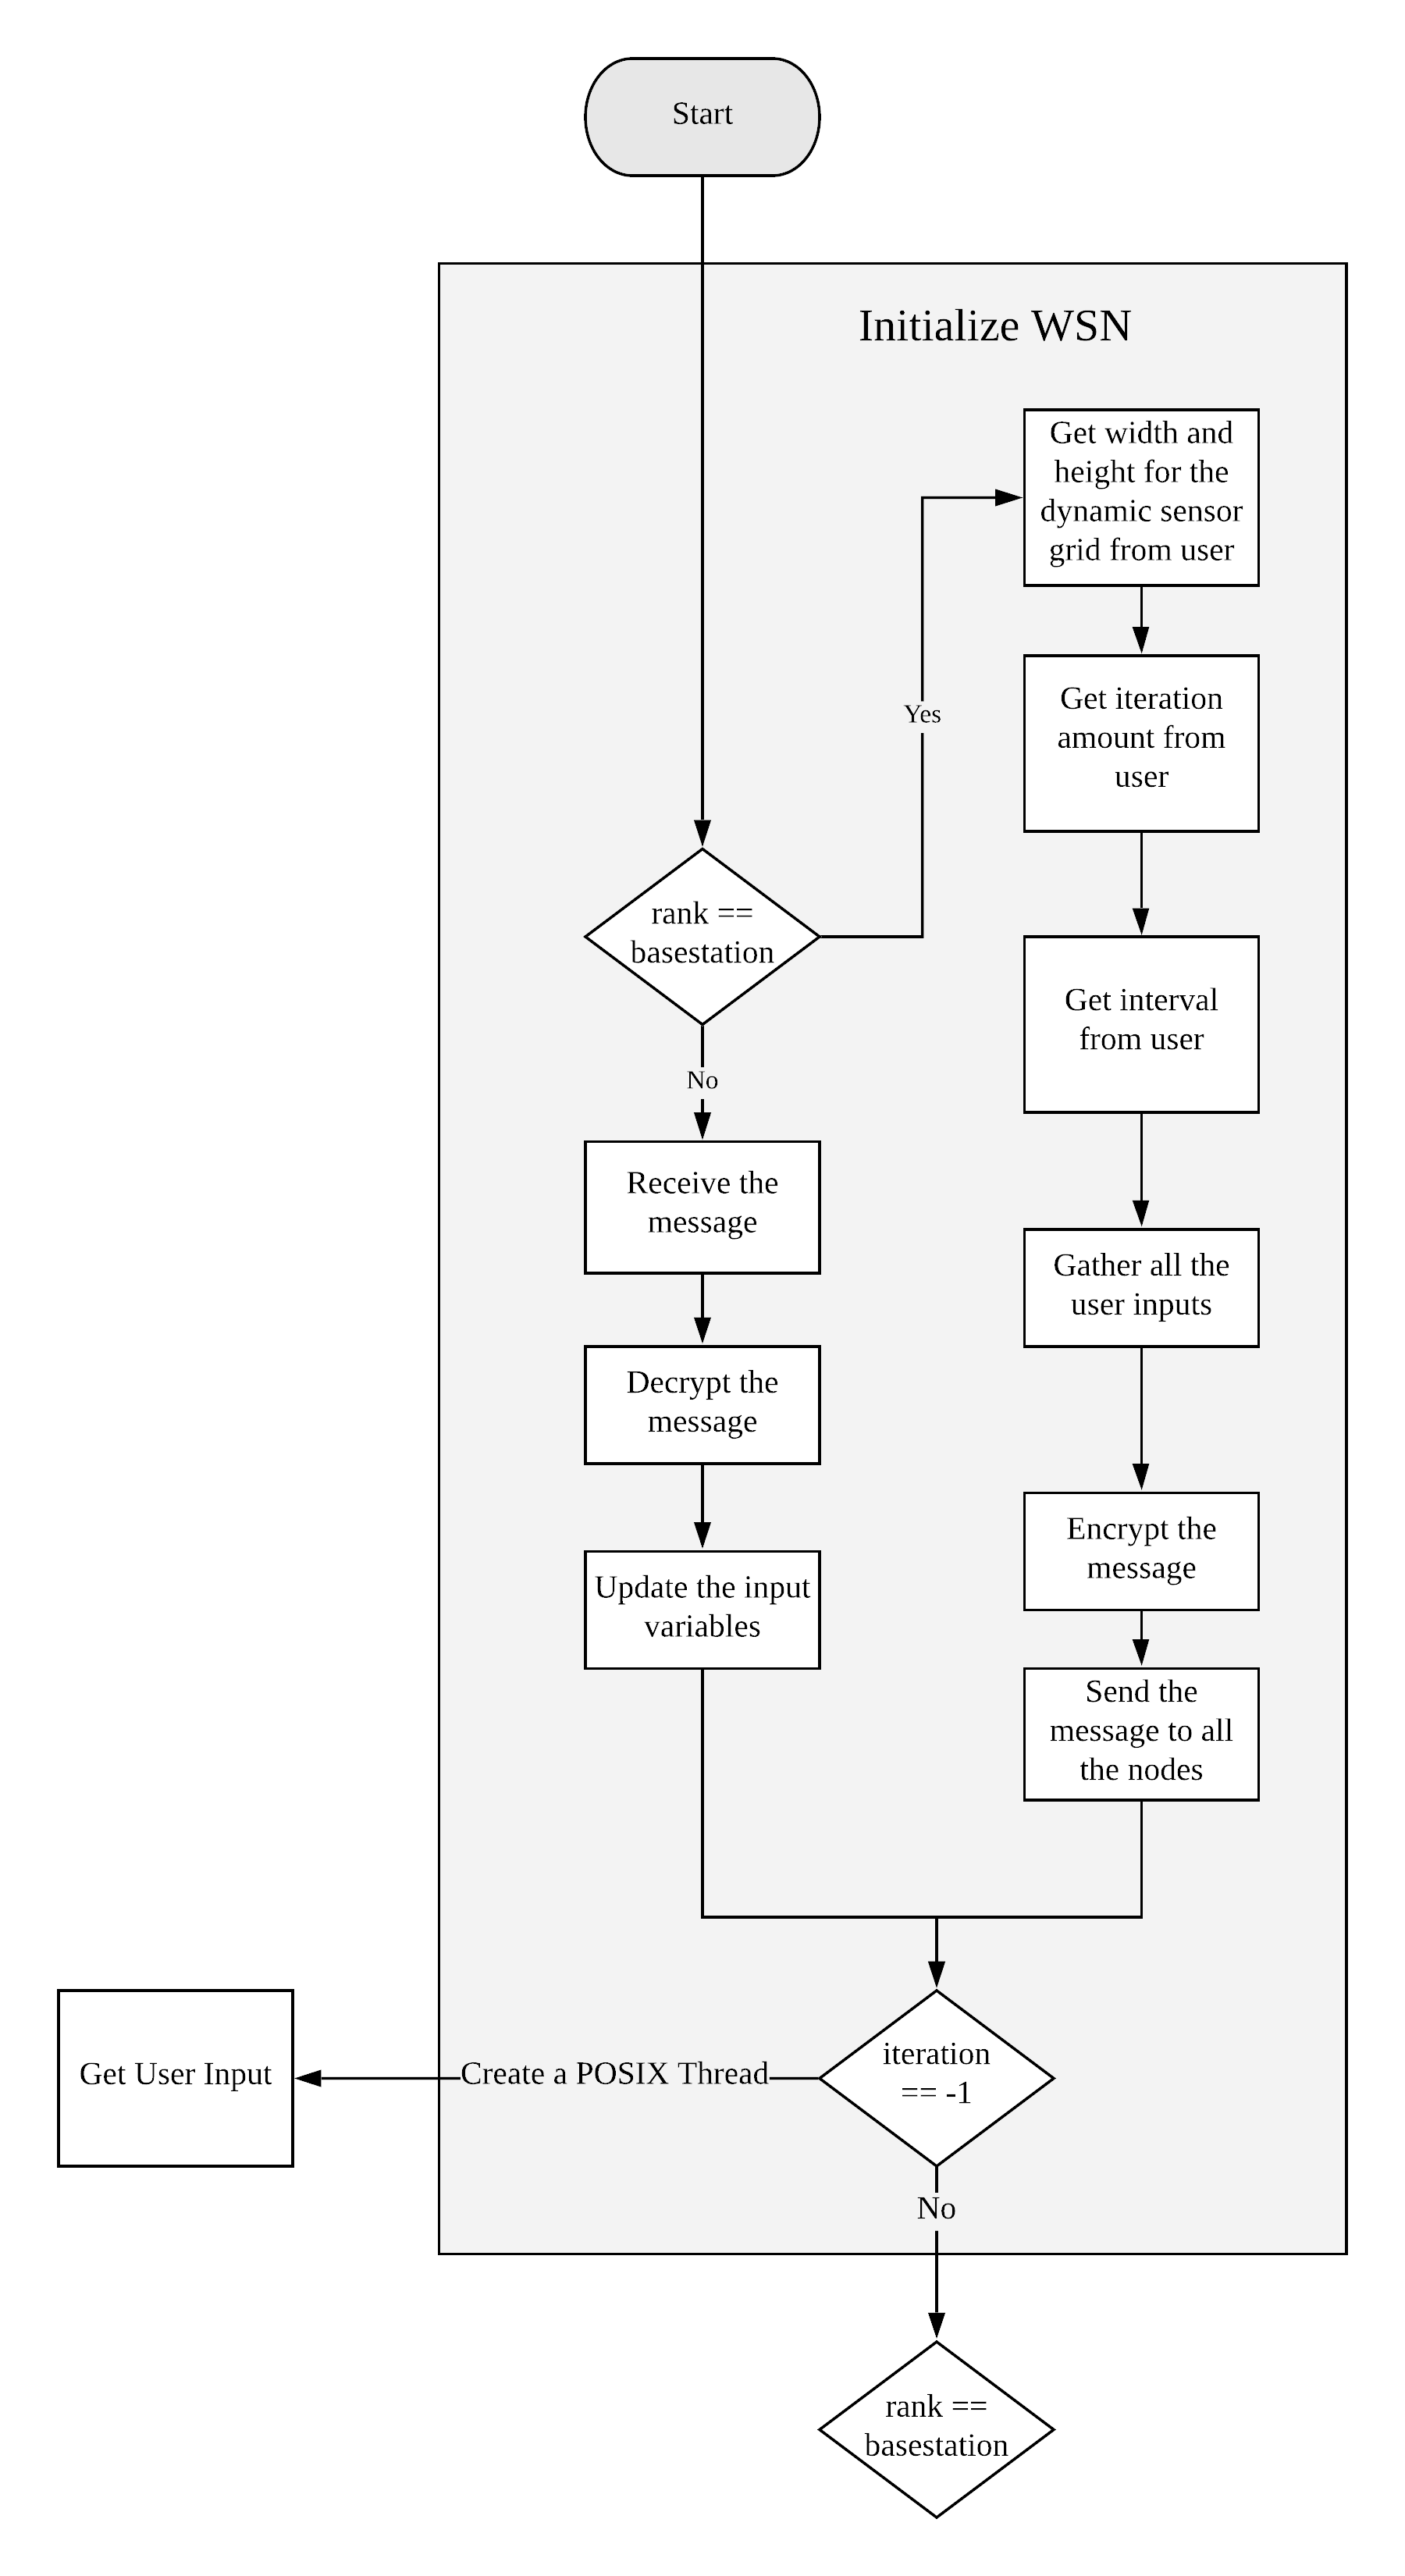 Start
Initialize WSN
Get width and
height for the
dynamic sensor
grid from user
Get iteration
amount from
user
Yes
rank ==
basestation
Get interval
from user
No
Receive the
message
Gather all the
user inputs
Decrypt the
message
Encrypt the
message
Update the input
variables
Send the
message to all
the nodes
iteration
== -1
Create a POSIX Thread
Get User Input
No
rank ==
basestation